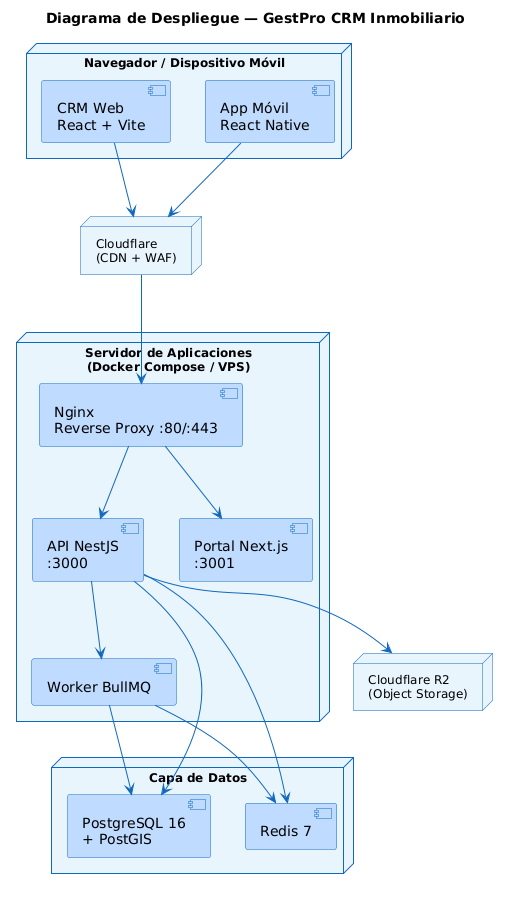 Diagrama de Despliegue — GestPro CRM Inmobiliario
Navegador / Dispositivo Móvil
CRM Web
React + Vite
App Móvil
React Native
Cloudflare
(CDN + WAF)
Servidor de Aplicaciones
(Docker Compose / VPS)
Nginx
Reverse Proxy :80/:443
API NestJS
:3000
Portal Next.js
:3001
Worker BullMQ
Cloudflare R2
(Object Storage)
Capa de Datos
PostgreSQL 16
+ PostGIS
Redis 7